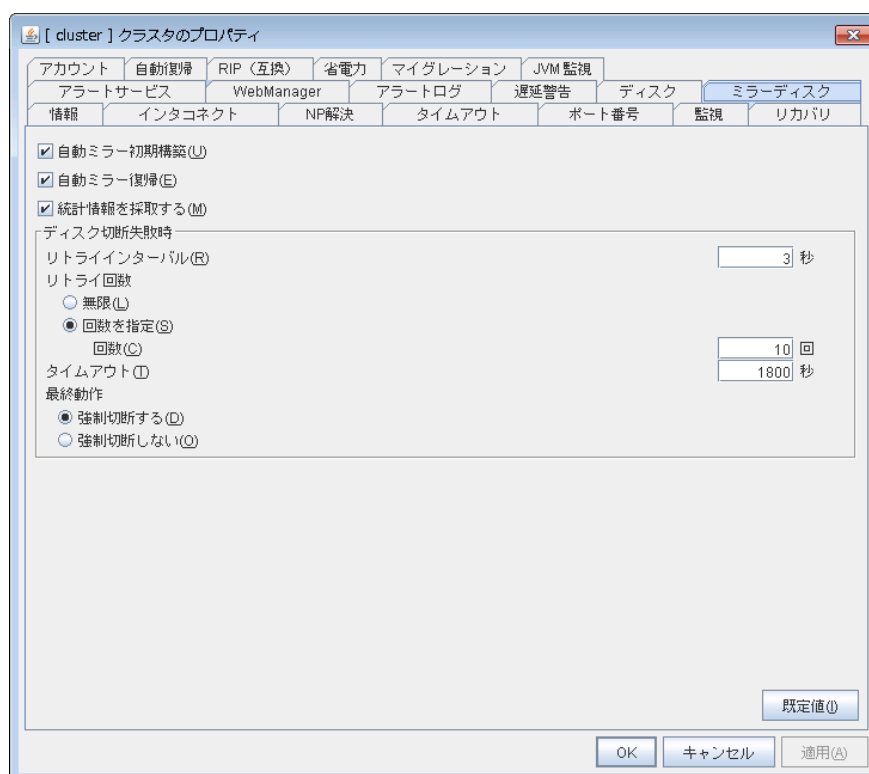 [ cluster ] クラスタのプロパティ
アカウント 自動復帰 RIP（互換） 省電力 マイグレーション JVM 監視
アラートサービス WebManager アラートログ 遅延警告 ディスク ミラーディスク
情報 インタコネクト NP解決 タイムアウト ポート番号 監視 リカバリ
自動ミラー初期構築(U)
自動ミラー復帰(E)
統計情報を採取する(M)
ディスク切断失敗時
リトライインターバル(R) 3 秒
リトライ回数
無限(L)
回数を指定(S)
回数(C) 10 回
タイムアウト(T) 1800 秒
最終動作
強制切断する(D)
強制切断しない(O)
既定値(I)
OK キャンセル 適用(A)